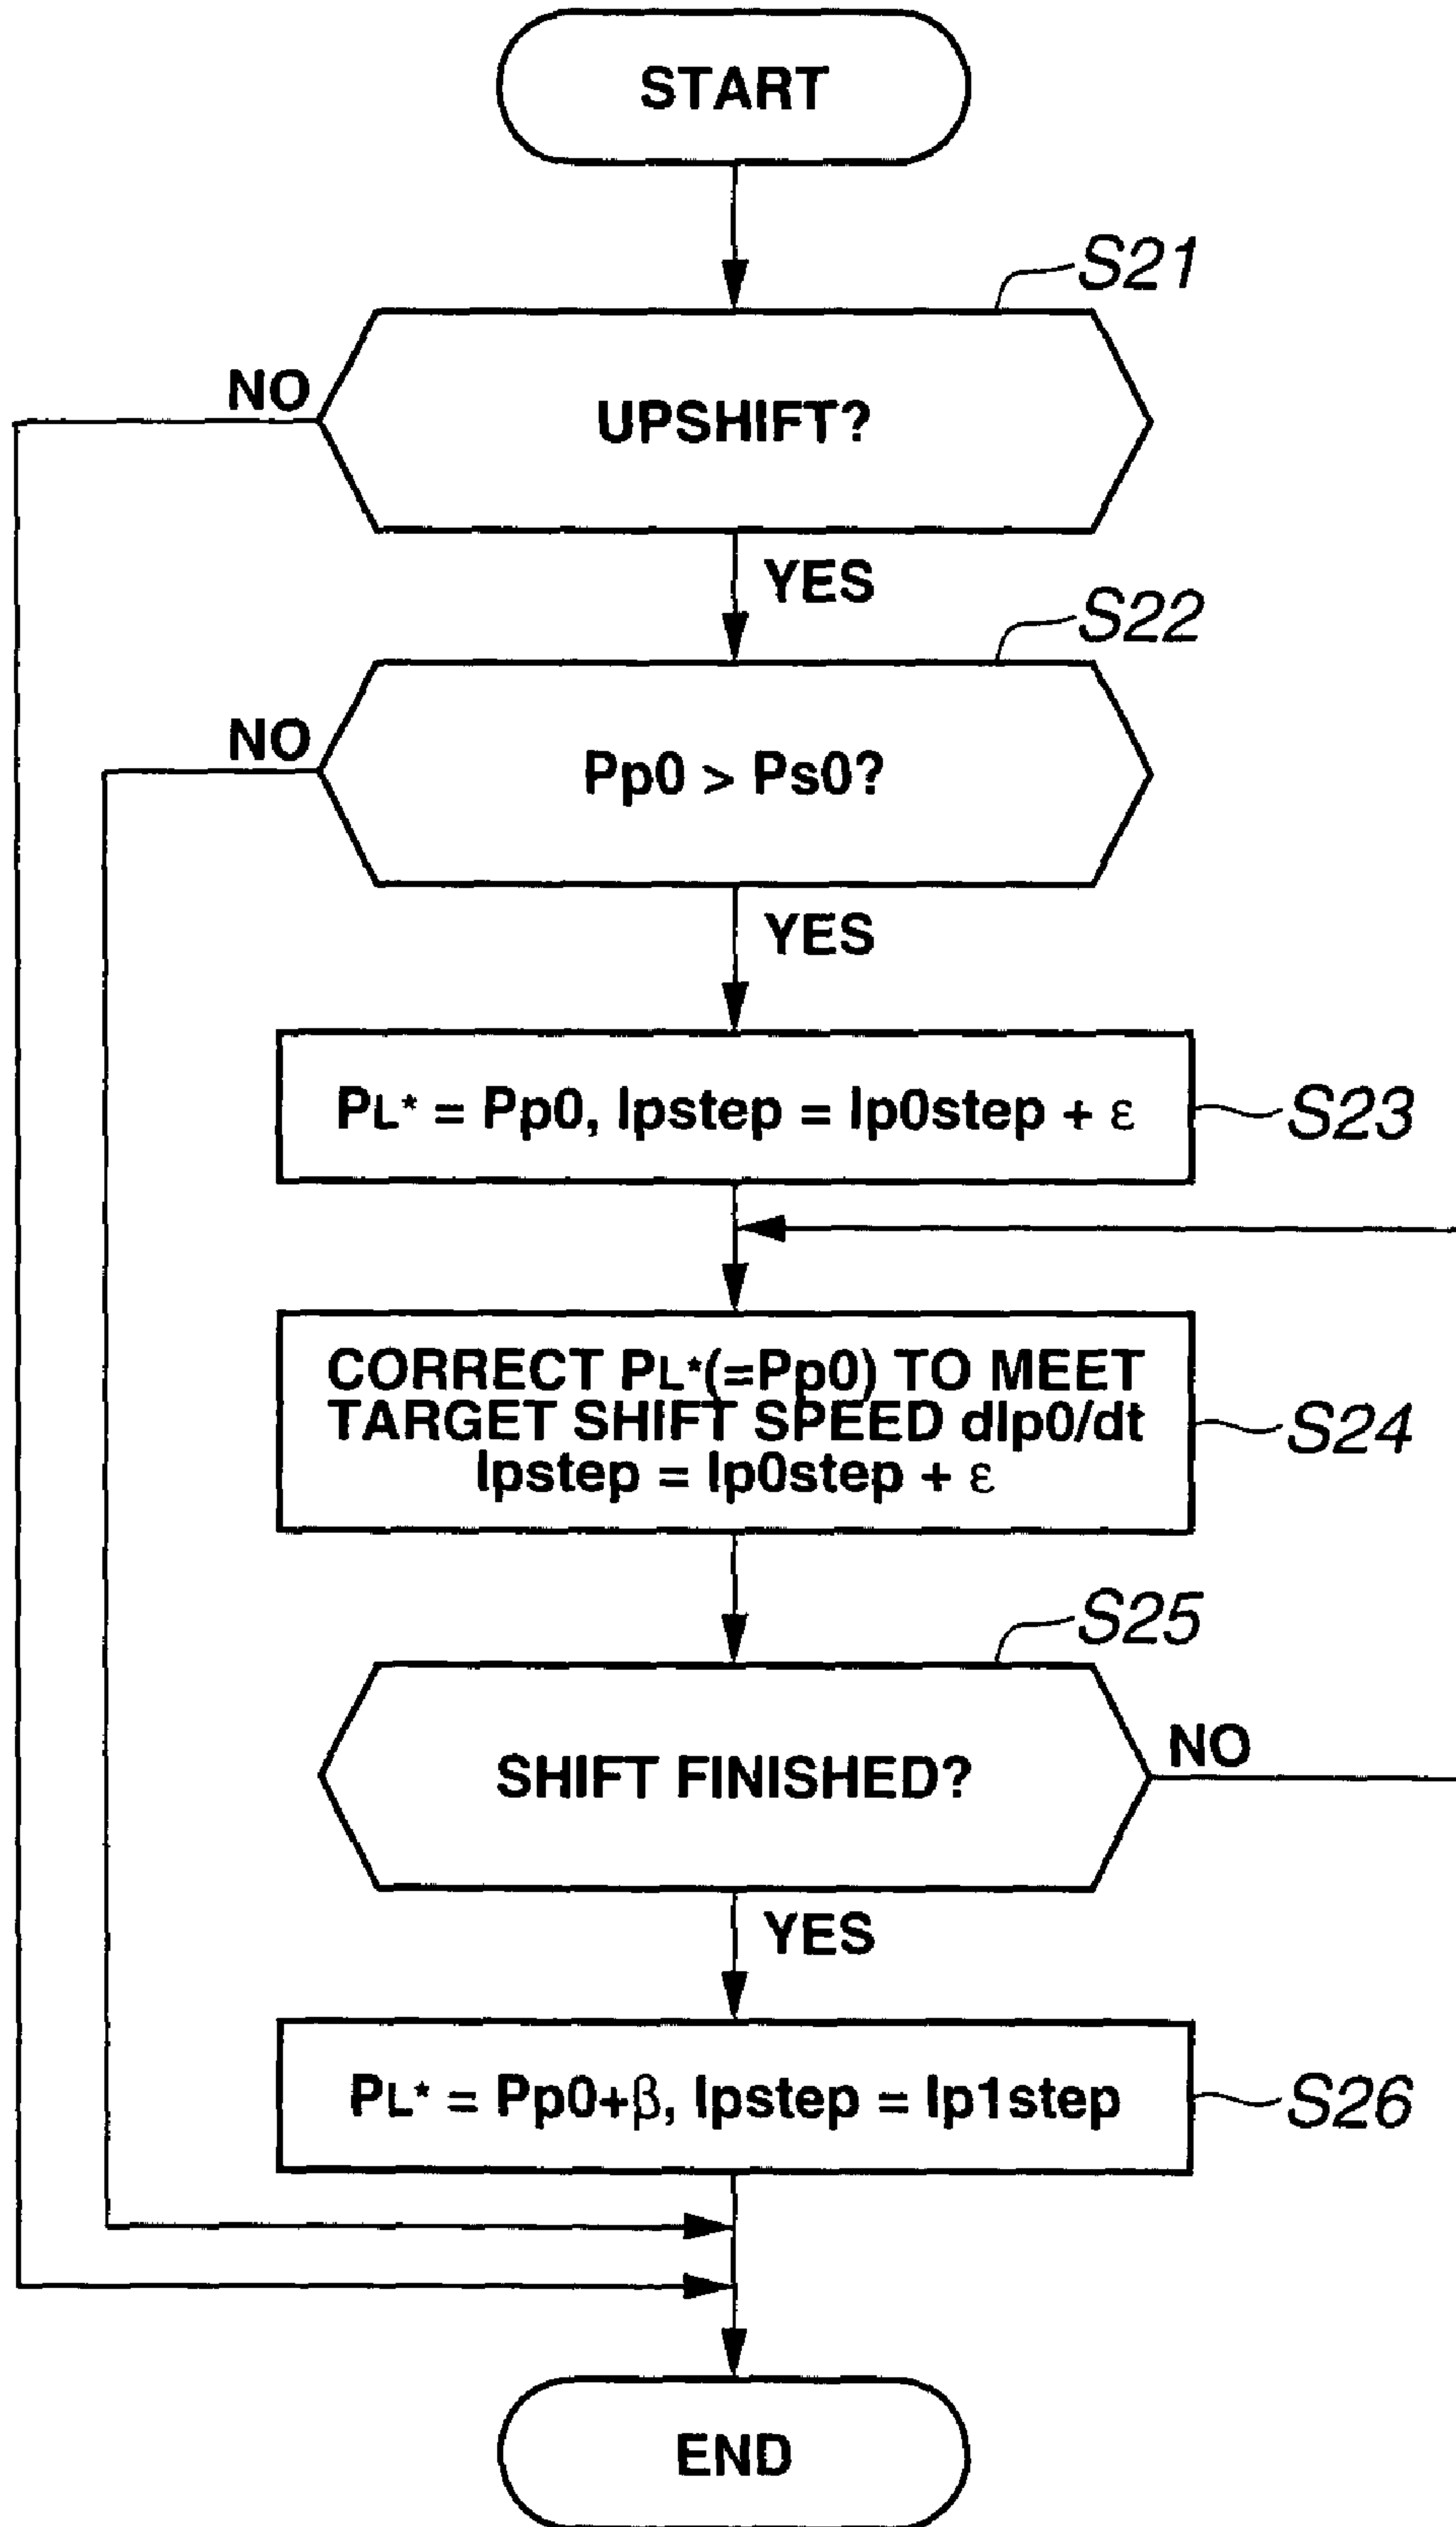 START
S21
NO
UPSHIFT?
YES
S22
NO
Pp0 > Ps0?
YES
PL* = Pp0, Ipstep = Ip0step + ε
S23
CORRECT PL*(=Pp0) TO MEET
TARGET SHIFT SPEED dIp0/dt
Ipstep = Ip0step + ε
S24
S25
NO
SHIFT FINISHED?
YES
PL* = Pp0+β, Ipstep = Ip1step
S26
END